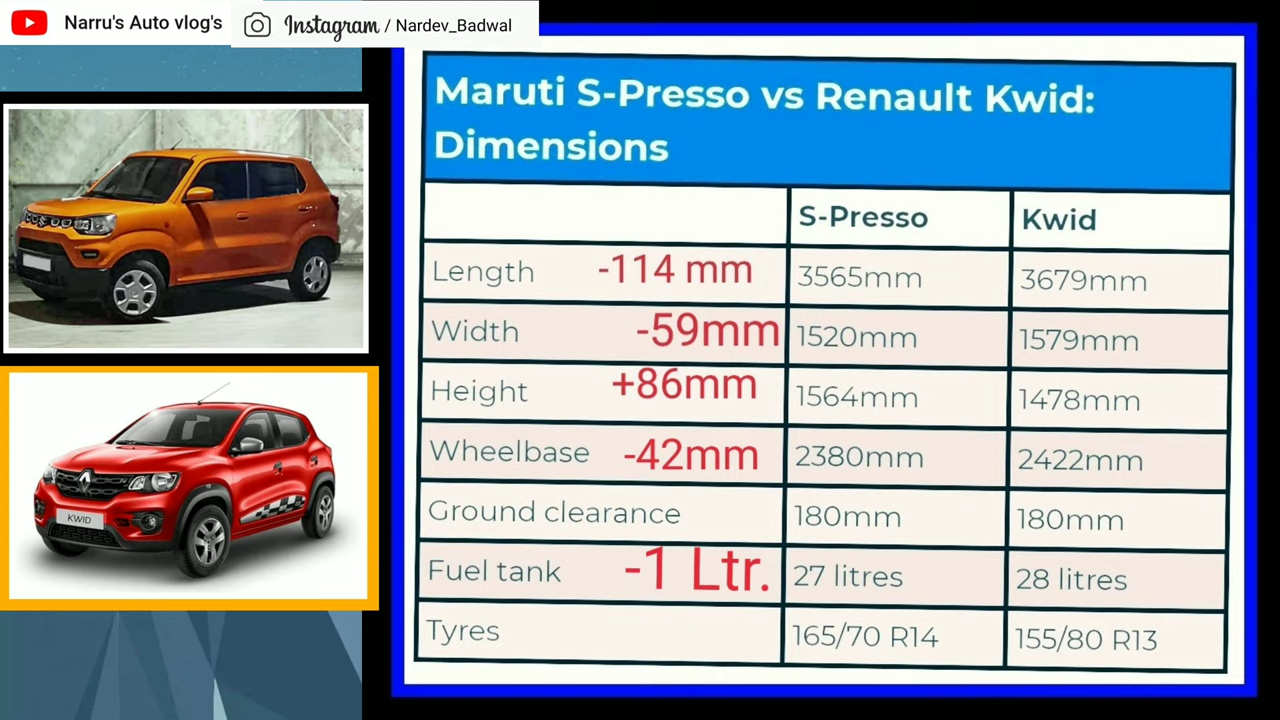 Narru's Auto vlog's
Instagram / Nardev_Badwal
Maruti S-Presso vs Renault Kwid:
Dimensions
S-Presso Kwid
Length -114 mm 3565mm 3679mm
Width -59mm 1520mm 1579mm
Height +86mm 1564mm 1478mm
Wheelbase -42mm 2380mm 2422mm
Ground clearance 180mm 180mm
Fuel tank -1 Ltr. 27 litres 28 litres
Tyres 165/70 R14 155/80 R13
KWID